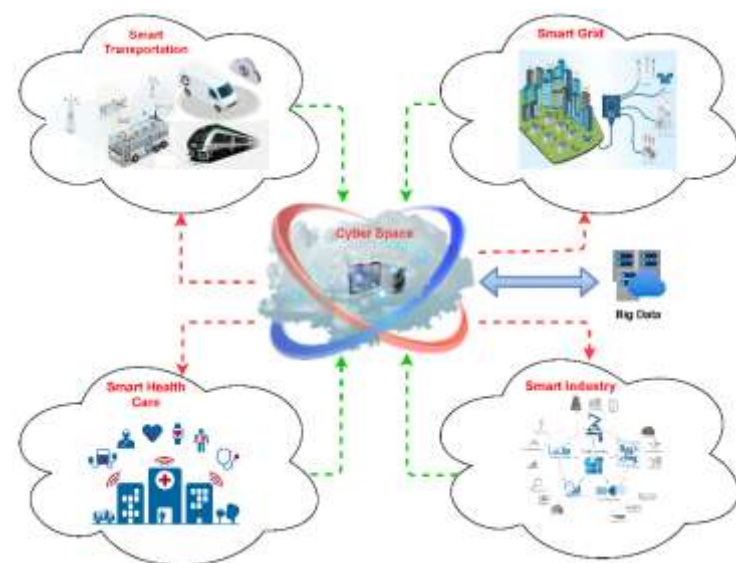 Smart
Transportation
Smart Grid
Cyber Space
Big Data
Smart Health
Care
Smart Industry